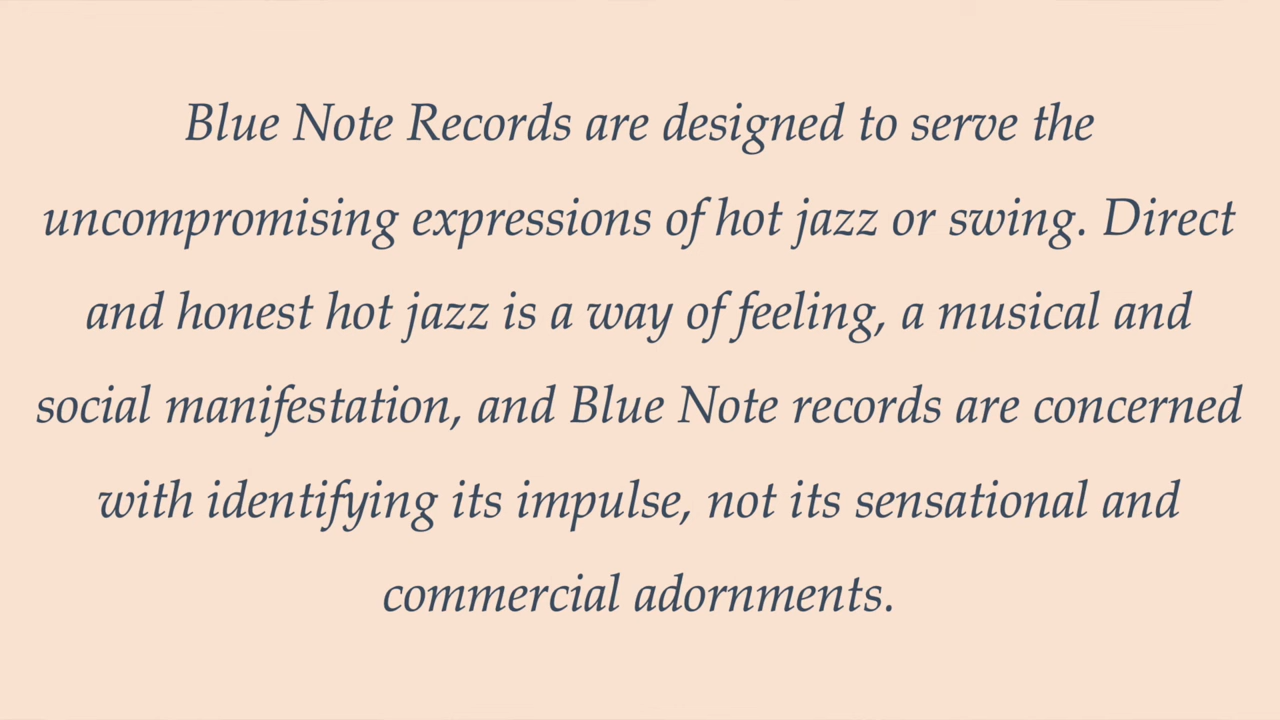 Blue Note Records are designed to serve the
uncompromising expressions of hot jazz or swing. Direct
and honest hot jazz is a way of feeling, a musical and
social manifestation, and Blue Note records are concerned
with identifying its impulse, not its sensational and
commercial adornments.